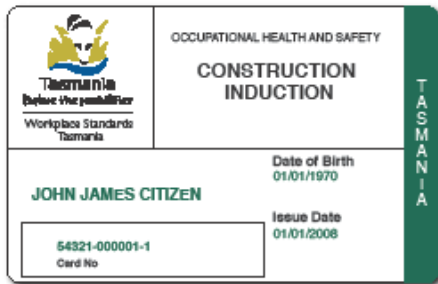 Tasmania
Explore the possibilities
Workplace Standards
Tasmania
OCCUPATIONAL HEALTH AND SAFETY
CONSTRUCTION
INDUCTION
TASMANIA
JOHN JAMES CITIZEN
Date of Birth
01/01/1970
Issue Date
01/01/2008
54321-000001-1
Card No